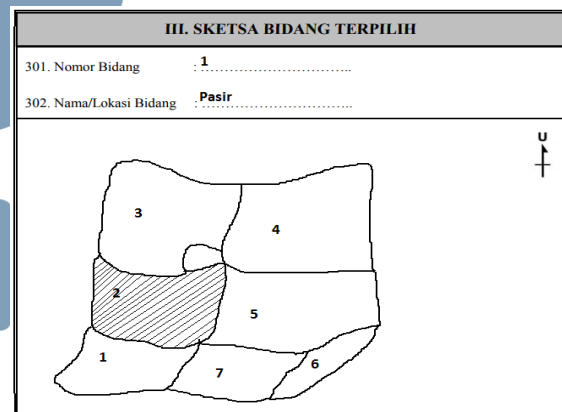 III. SKETSA BIDANG TERPILIH
301. Nomor Bidang : 1..............................
302. Nama/Lokasi Bidang : Pasir..............................
U
3
4
2
5
1
7
6